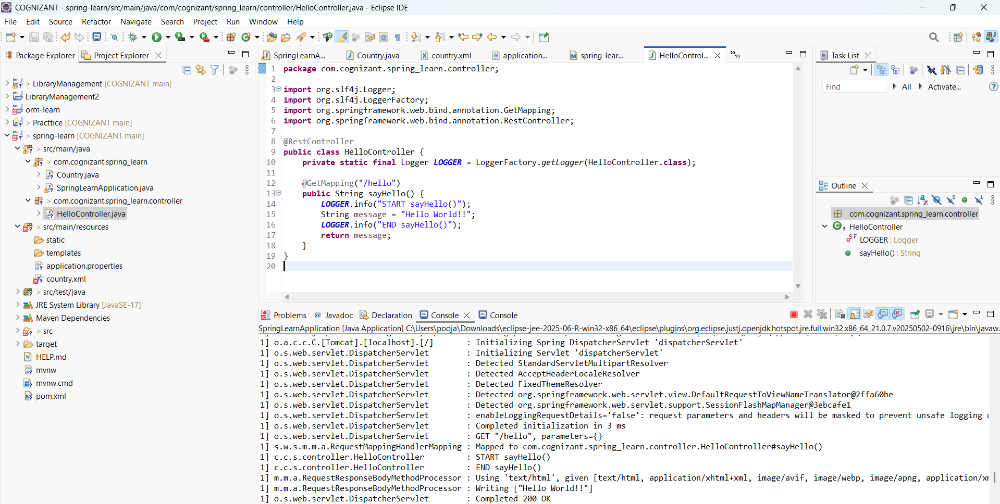 COGNIZANT - spring-learn/src/main/java/com/cognizant/spring_learn/controller/HelloController.java - Eclipse IDE
File Edit Source Refactor Navigate Search Project Run Window Help
Package Explorer Project Explorer
> LibraryManagement [COGNIZANT main]
LibraryManagement2
orm-learn
> Practtice [COGNIZANT main]
> spring-learn [COGNIZANT main]
> src/main/java
> com.cognizant.spring_learn
Country.java
SpringLearnApplication.java
> com.cognizant.spring_learn.controller
HelloController.java
> src/main/resources
static
templates
application.properties
country.xml
> src/test/java
JRE System Library [JavaSE-17]
Maven Dependencies
> src
target
HELP.md
mvnw
mvnw.cmd
pom.xml
SpringLearnA... Country.java country.xml application... spring-lear... HelloControl... »19
1 package com.cognizant.spring_learn.controller;
2
3 import org.slf4j.Logger;
4 import org.slf4j.LoggerFactory;
5 import org.springframework.web.bind.annotation.GetMapping;
6 import org.springframework.web.bind.annotation.RestController;
7
8 @RestController
9 public class HelloController {
10 private static final Logger LOGGER = LoggerFactory.getLogger(HelloController.class);
11
12 @GetMapping("/hello")
13 public String sayHello() {
14 LOGGER.info("START sayHello()");
15 String message = "Hello World!!";
16 LOGGER.info("END sayHello()");
17 return message;
18 }
19 }
20
Task List
Find All Activate...
Outline
com.cognizant.spring_learn.controller
HelloController
LOGGER : Logger
sayHello() : String
Problems Javadoc Declaration Console Console
SpringLearnApplication [Java Application] C:\Users\pooja\Downloads\eclipse-jee-2025-06-R-win32-x86_64\eclipse\plugins\org.eclipse.justj.openjdk.hotspot.jre.full.win32.x86_64_21.0.7.v20250502-0916\jre\bin\javaw.
1] o.a.c.c.C.[Tomcat].[localhost].[/] : Initializing Spring DispatcherServlet 'dispatcherServlet'
1] o.s.web.servlet.DispatcherServlet : Initializing Servlet 'dispatcherServlet'
1] o.s.web.servlet.DispatcherServlet : Detected StandardServletMultipartResolver
1] o.s.web.servlet.DispatcherServlet : Detected AcceptHeaderLocaleResolver
1] o.s.web.servlet.DispatcherServlet : Detected FixedThemeResolver
1] o.s.web.servlet.DispatcherServlet : Detected org.springframework.web.servlet.view.DefaultRequestToViewNameTranslator@2ffa60be
1] o.s.web.servlet.DispatcherServlet : Detected org.springframework.web.servlet.support.SessionFlashMapManager@3ebcafe1
1] o.s.web.servlet.DispatcherServlet : enableLoggingRequestDetails='false': request parameters and headers will be masked to prevent unsafe logging
1] o.s.web.servlet.DispatcherServlet : Completed initialization in 3 ms
1] o.s.web.servlet.DispatcherServlet : GET "/hello", parameters={}
1] s.w.s.m.m.a.RequestMappingHandlerMapping : Mapped to com.cognizant.spring_learn.controller.HelloController#sayHello()
1] c.c.s.controller.HelloController : START sayHello()
1] c.c.s.controller.HelloController : END sayHello()
1] m.m.a.RequestResponseBodyMethodProcessor : Using 'text/html', given [text/html, application/xhtml+xml, image/avif, image/webp, image/apng, application/xm
1] m.m.a.RequestResponseBodyMethodProcessor : Writing ["Hello World!!"]
1] o.s.web.servlet.DispatcherServlet : Completed 200 OK